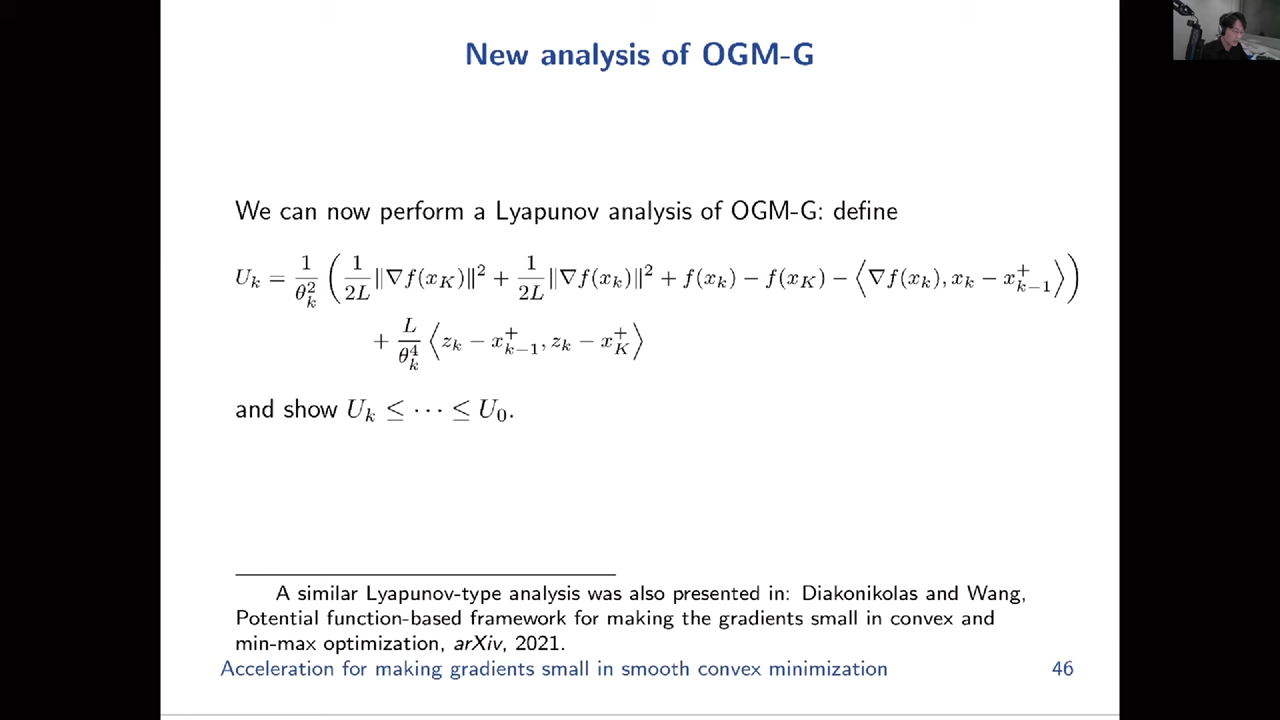 New analysis of OGM-G
We can now perform a Lyapunov analysis of OGM-G: define
$U_k = \frac{1}{\theta_k^2}\left(\frac{1}{2L}\|\nabla f(x_K)\|^2 + \frac{1}{2L}\|\nabla f(x_k)\|^2 + f(x_k) - f(x_K) - \left\langle \nabla f(x_k), x_k - x_{k-1}^+ \right\rangle\right)$
$+ \frac{L}{\theta_k^4}\left\langle z_k - x_{k-1}^+, z_k - x_K^+ \right\rangle$
and show $U_k \leq \cdots \leq U_0$.
A similar Lyapunov-type analysis was also presented in: Diakonikolas and Wang,
Potential function-based framework for making the gradients small in convex and
min-max optimization, arXiv, 2021.
Acceleration for making gradients small in smooth convex minimization 46